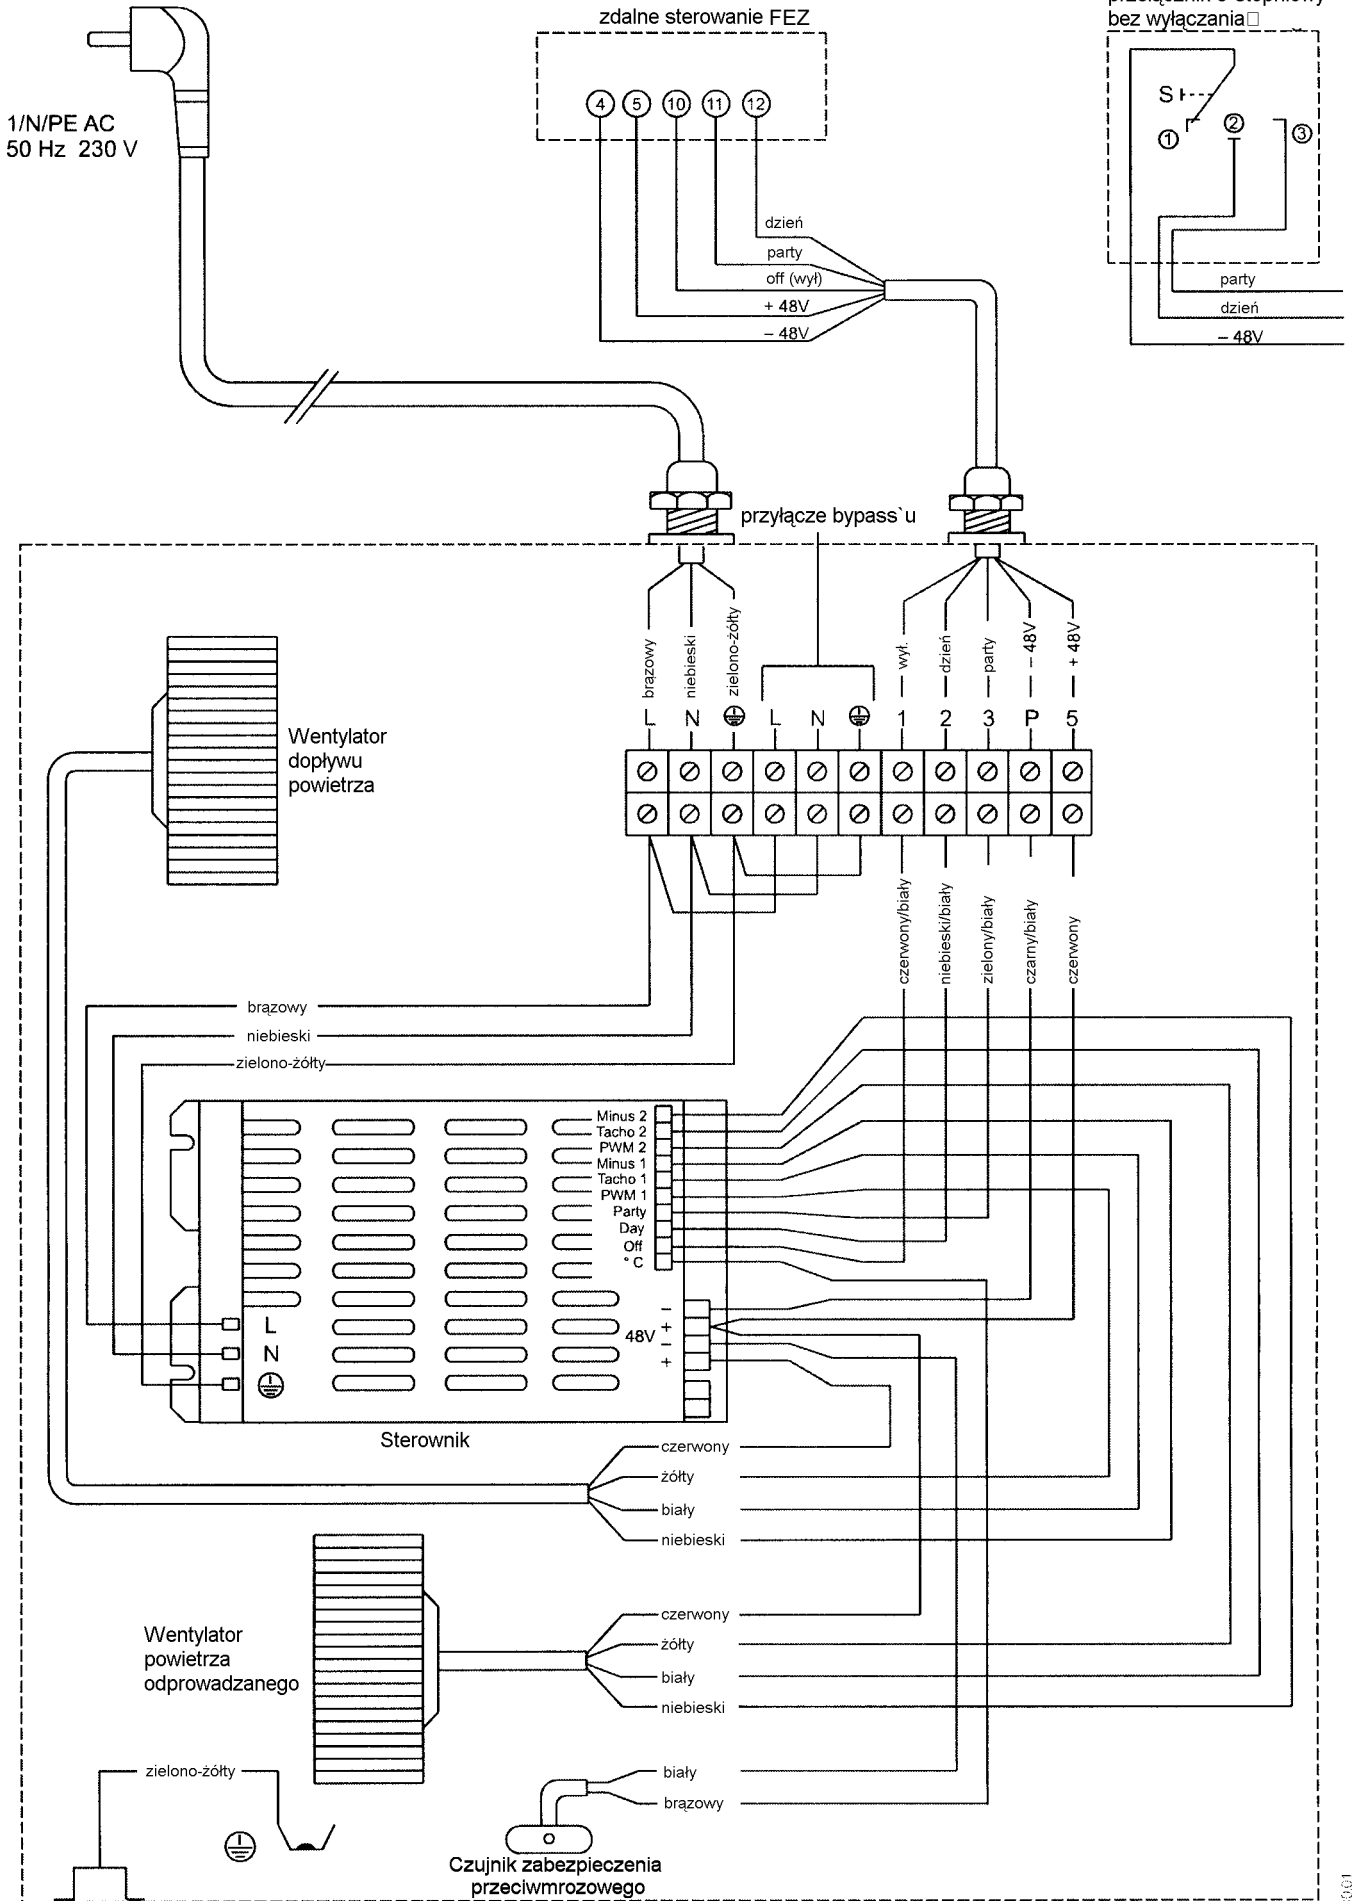 zdalne sterowanie FEZ
bez wyłączania
4 5 10 11 12
S
1 2 3
1/N/PE AC
50 Hz 230 V
dzień
party
off (wył)
+ 48V
– 48V
party
dzień
– 48V
przyłącze bypass`u
brązowy
niebieski
zielono-żółty
wył.
dzień
party
– 48V
+ 48V
L N L N 1 2 3 P 5
Wentylator
dopływu
powietrza
czerwony/biały
niebieski/biały
zielony/biały
czarny/biały
czerwony
brązowy
niebieski
zielono-żółty
Minus 2
Tacho 2
PWM 2
Minus 1
Tacho 1
PWM 1
Party
Day
Off
° C
L
N
48V
–
+
–
+
Sterownik
czerwony
żółty
biały
niebieski
Wentylator
powietrza
odprowadzanego
czerwony
żółty
biały
niebieski
zielono-żółty
biały
brązowy
Czujnik zabezpieczenia
przeciwmrozowego